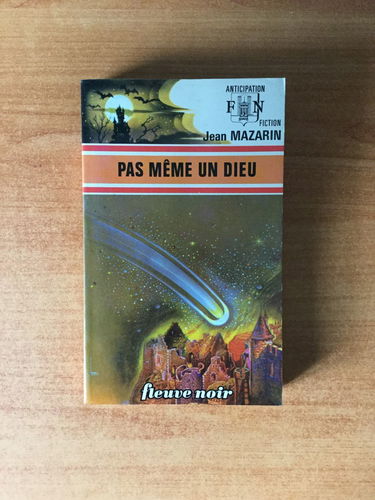 ANTICIPATION
FN
FICTION
Jean MAZARIN
PAS MÊME UN DIEU
fleuve noir